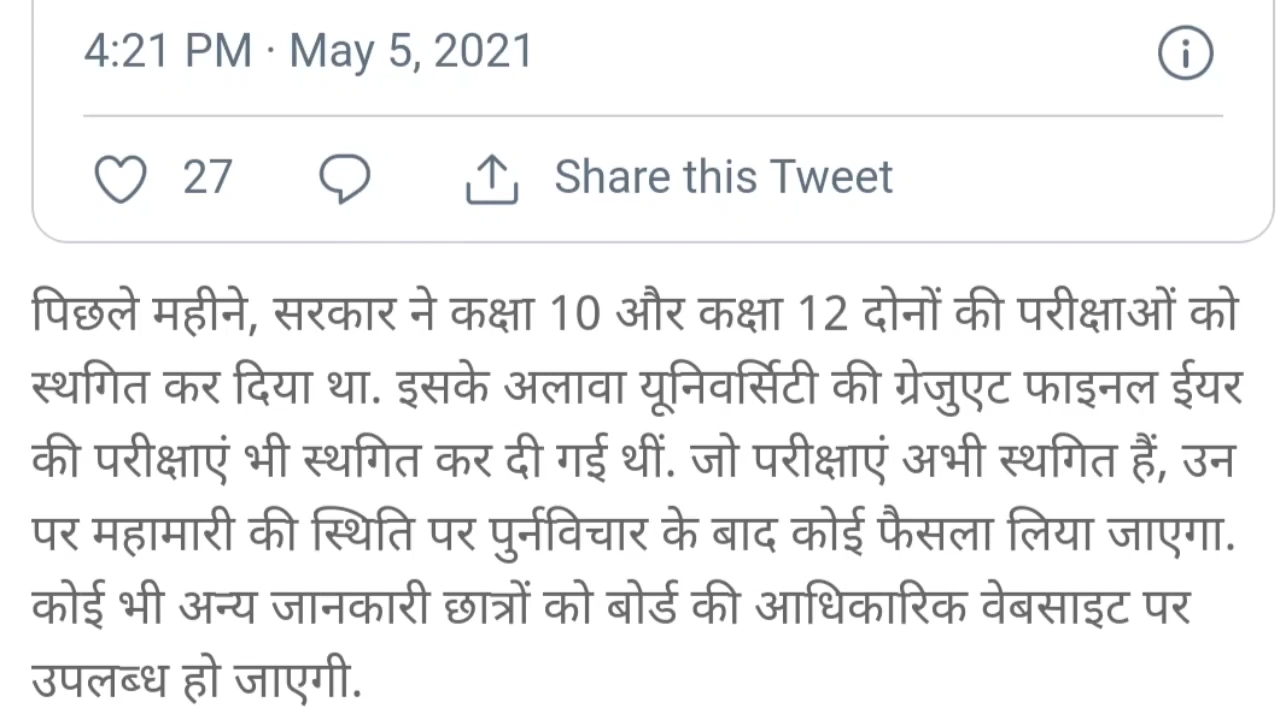 4:21 PM · May 5, 2021
27 Share this Tweet
पिछले महीने, सरकार ने कक्षा 10 और कक्षा 12 दोनों की परीक्षाओं को
स्थगित कर दिया था. इसके अलावा यूनिवर्सिटी की ग्रेजुएट फाइनल ईयर
की परीक्षाएं भी स्थगित कर दी गई थीं. जो परीक्षाएं अभी स्थगित हैं, उन
पर महामारी की स्थिति पर पुर्नविचार के बाद कोई फैसला लिया जाएगा.
कोई भी अन्य जानकारी छात्रों को बोर्ड की आधिकारिक वेबसाइट पर
उपलब्ध हो जाएगी.